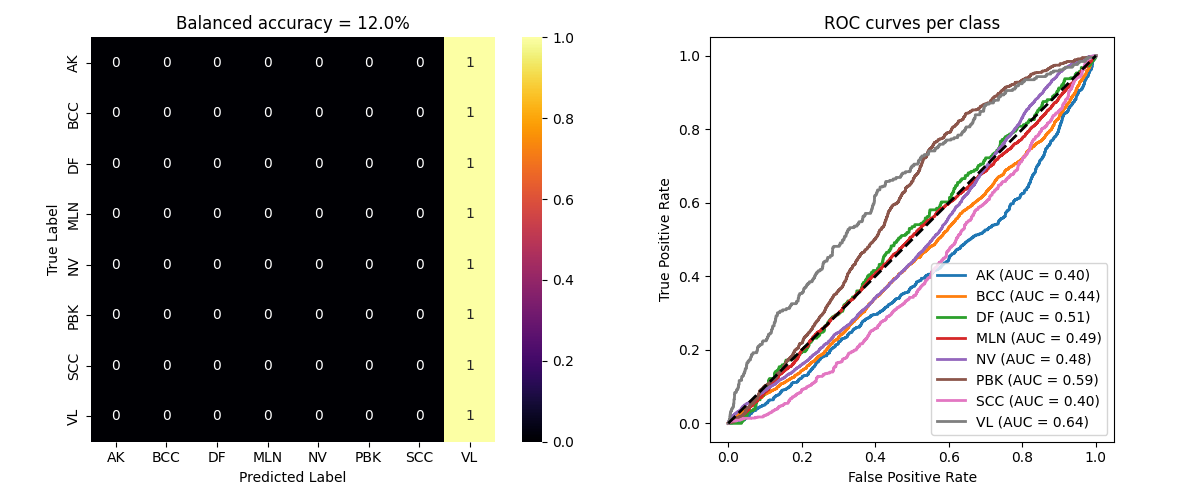 Balanced accuracy = 12.0%
True Label
AK 0 0 0 0 0 0 0 1
BCC 0 0 0 0 0 0 0 1
DF 0 0 0 0 0 0 0 1
MLN 0 0 0 0 0 0 0 1
NV 0 0 0 0 0 0 0 1
PBK 0 0 0 0 0 0 0 1
SCC 0 0 0 0 0 0 0 1
VL 0 0 0 0 0 0 0 1
AK BCC DF MLN NV PBK SCC VL
Predicted Label
1.0
0.8
0.6
0.4
0.2
0.0
ROC curves per class
True Positive Rate
1.0
0.8
0.6
0.4
0.2
0.0
AK (AUC = 0.40)
BCC (AUC = 0.44)
DF (AUC = 0.51)
MLN (AUC = 0.49)
NV (AUC = 0.48)
PBK (AUC = 0.59)
SCC (AUC = 0.40)
VL (AUC = 0.64)
0.0 0.2 0.4 0.6 0.8 1.0
False Positive Rate